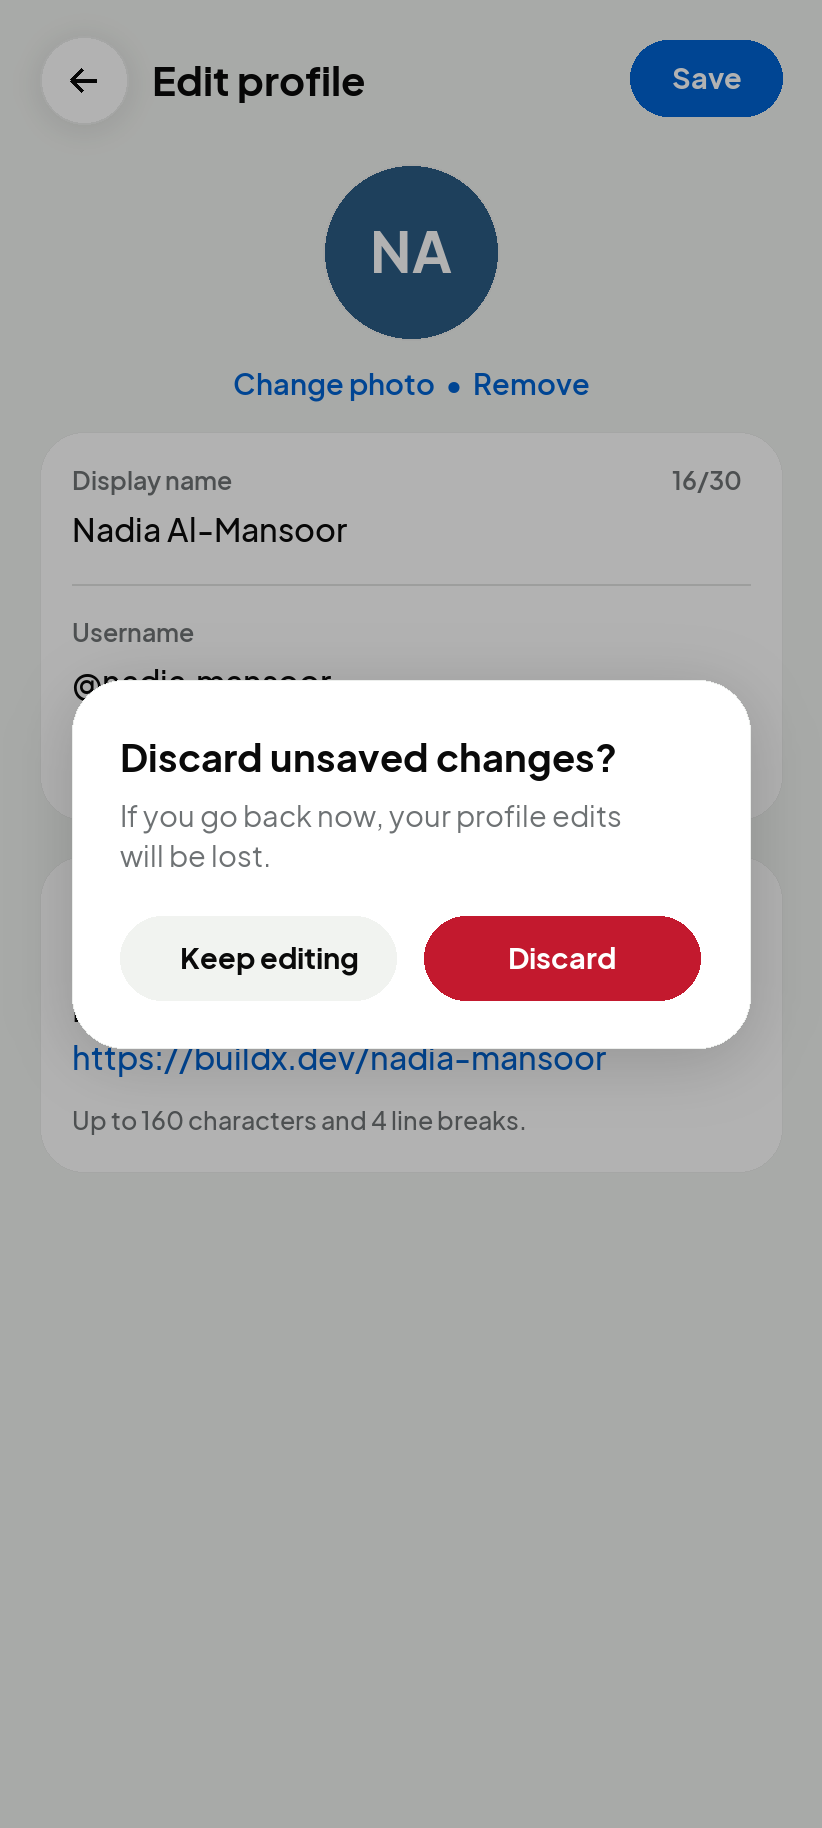 Edit profile
Save
NA
Change photo • Remove
Display name 16/30
Nadia Al-Mansoor
Username
Discard unsaved changes?
If you go back now, your profile edits
will be lost.
Keep editing
Discard
https://buildx.dev/nadia-mansoor
Up to 160 characters and 4 line breaks.